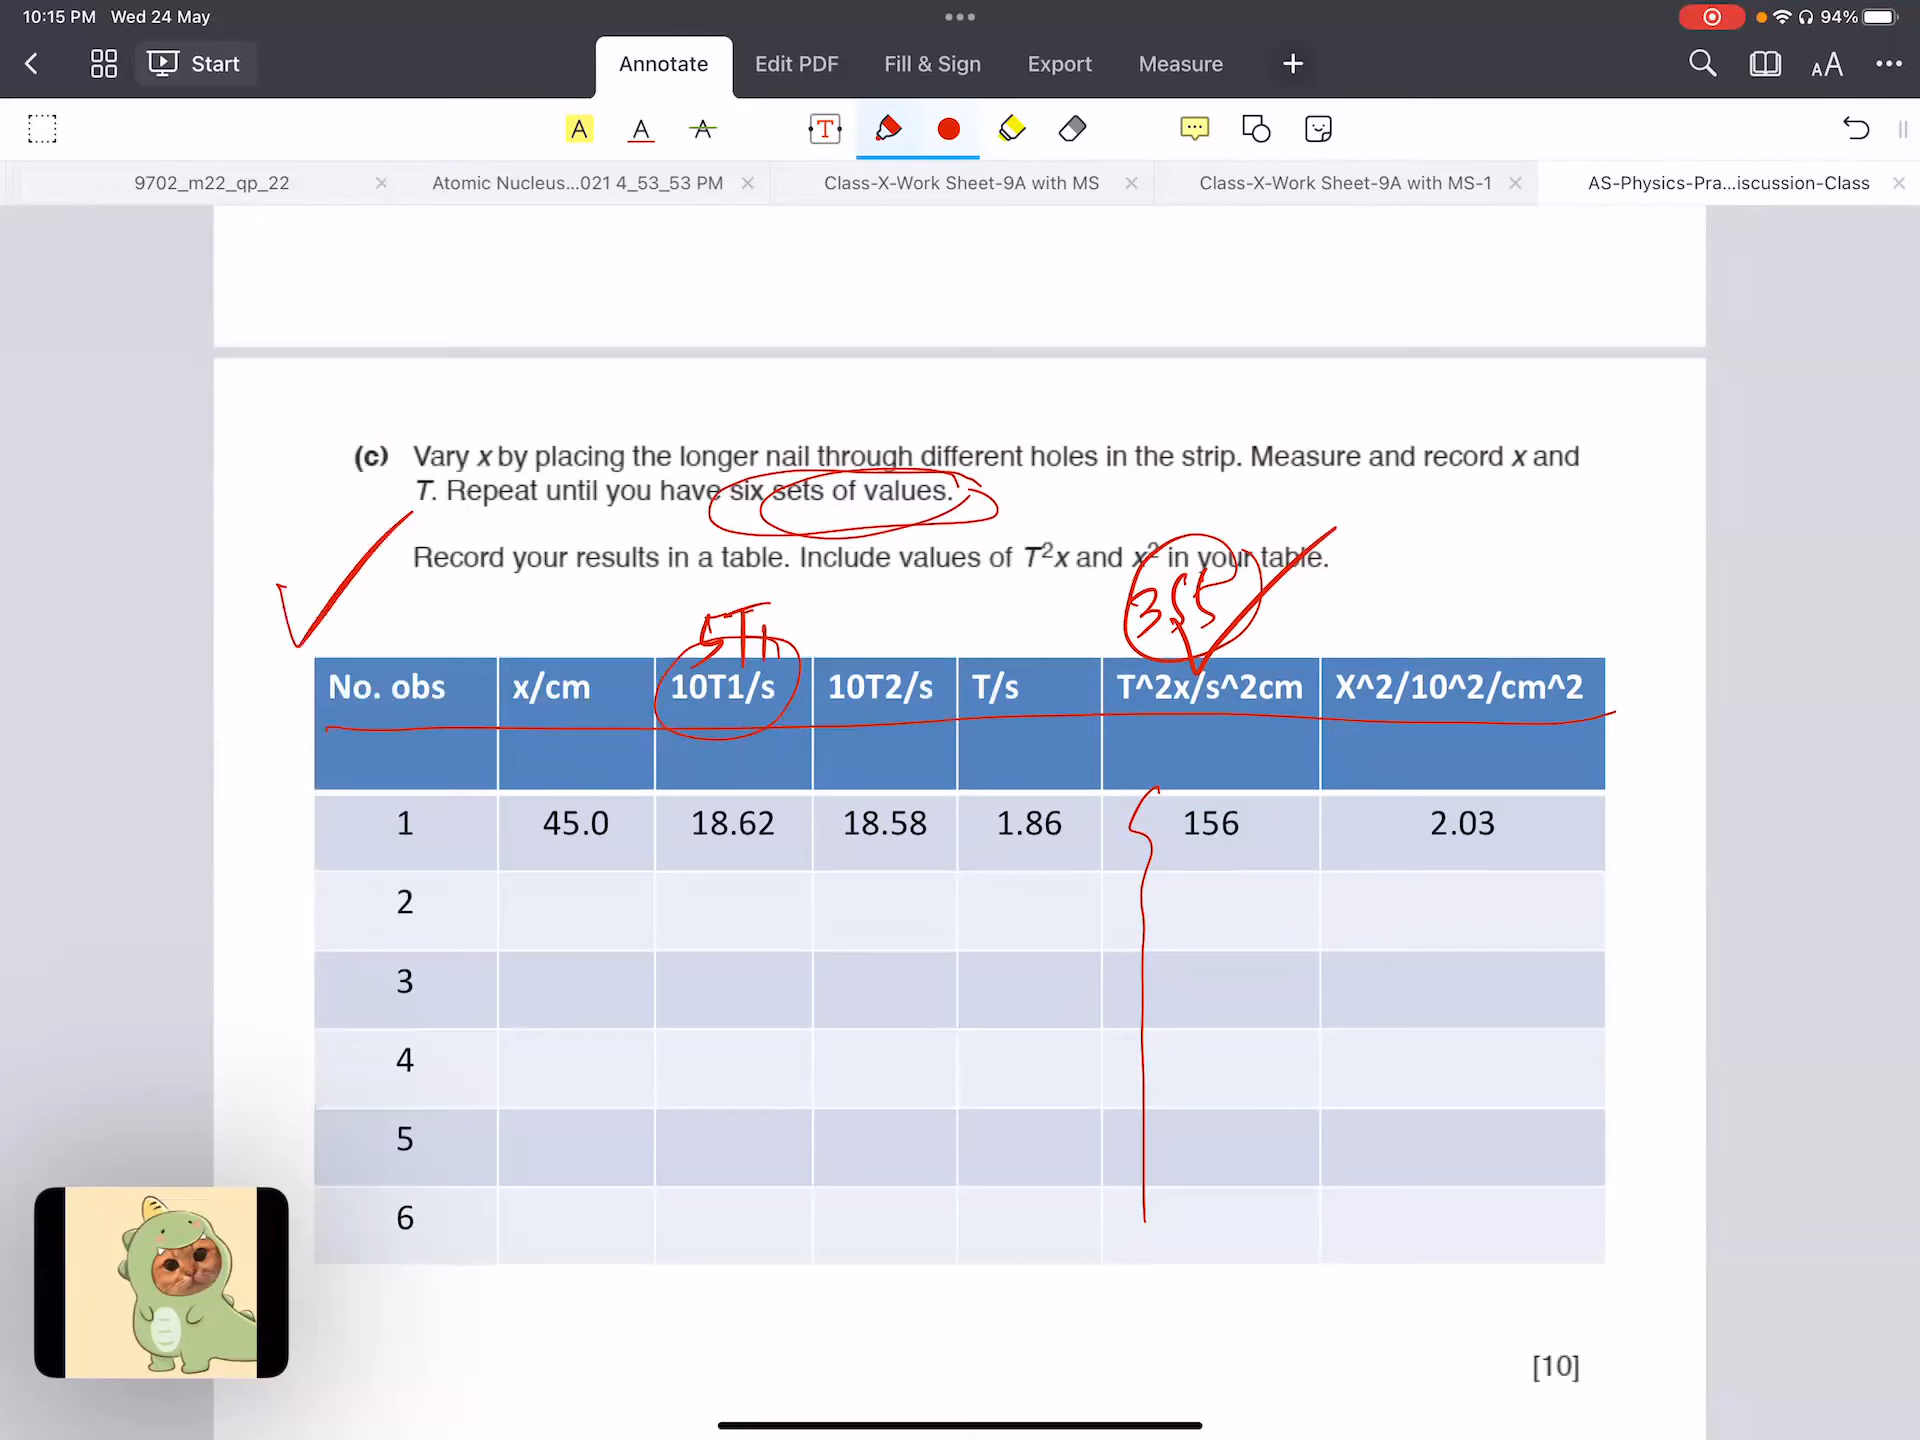 10:15 PM Wed 24 May
94%
Start
Annotate
Edit PDF
Fill & Sign
Export
Measure
AA
A A A T
9702_m22_qp_22
Atomic Nucleus...021 4_53_53 PM
Class-X-Work Sheet-9A with MS
Class-X-Work Sheet-9A with MS-1
AS-Physics-Pra...iscussion-Class
(c) Vary x by placing the longer nail through different holes in the strip. Measure and record x and
T. Repeat until you have six sets of values.
Record your results in a table. Include values of T²x and x² in your table.
No. obs x/cm 10T1/s 10T2/s T/s T^2x/s^2cm X^2/10^2/cm^2
1 45.0 18.62 18.58 1.86 156 2.03
2
3
4
5
6
[10]